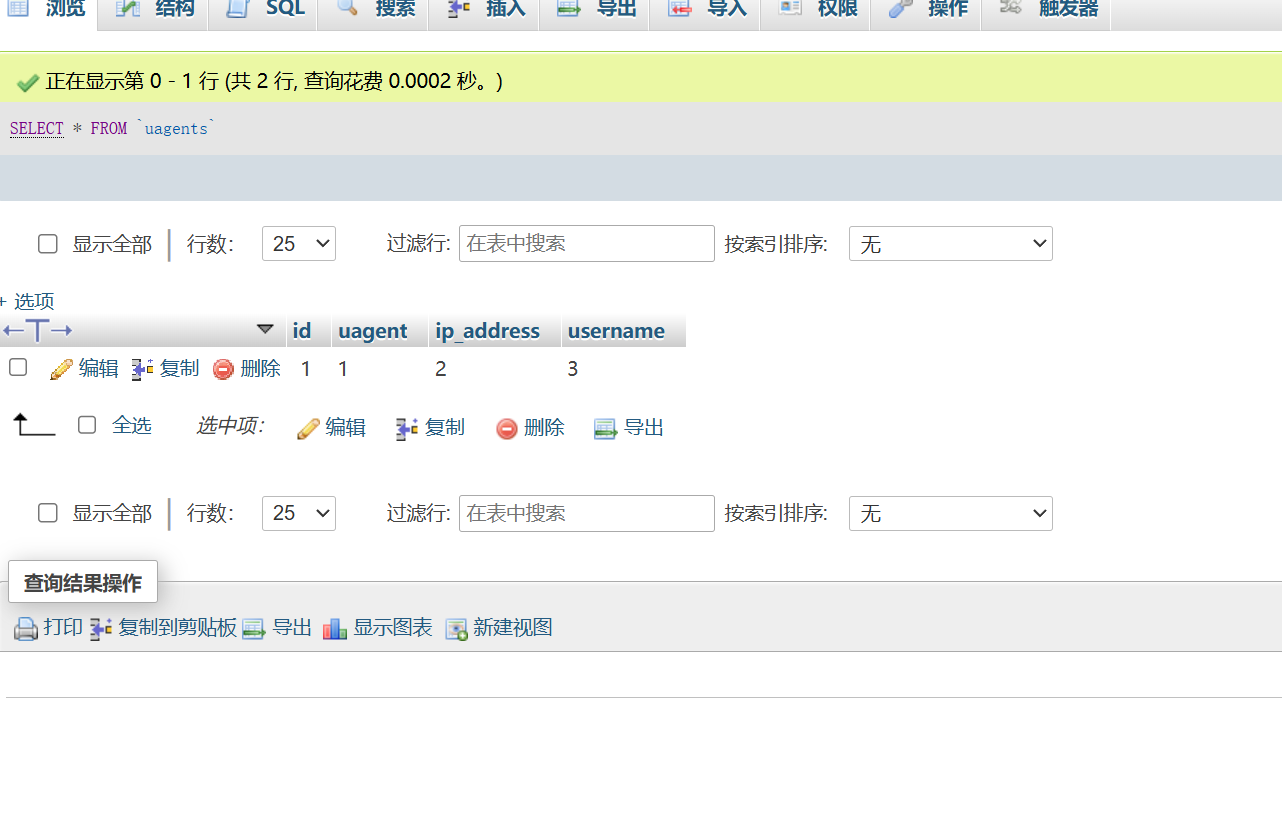 浏览 结构 SQL 搜索 插入 导出 导入 权限 操作 触发器
正在显示第 0 - 1 行 (共 2 行, 查询花费 0.0002 秒。)
SELECT * FROM `uagents`
显示全部 行数: 25 过滤行: 在表中搜索 按索引排序: 无
+ 选项
←T→ id uagent ip_address username
编辑 复制 删除 1 1 2 3
全选 选中项: 编辑 复制 删除 导出
显示全部 行数: 25 过滤行: 在表中搜索 按索引排序: 无
查询结果操作
打印 复制到剪贴板 导出 显示图表 新建视图